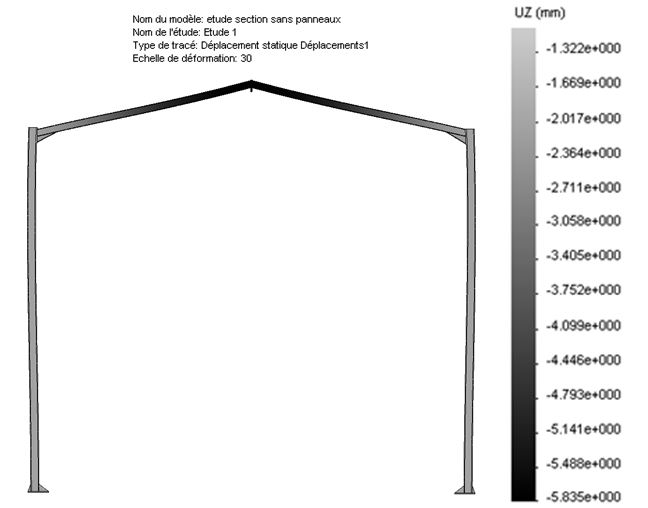 Nom du modèle: etude section sans panneaux
Nom de l'étude: Etude 1
Type de tracé: Déplacement statique Déplacements1
Echelle de déformation: 30
UZ (mm)
-1.322e+000
-1.669e+000
-2.017e+000
-2.364e+000
-2.711e+000
-3.058e+000
-3.405e+000
-3.752e+000
-4.099e+000
-4.446e+000
-4.793e+000
-5.141e+000
-5.488e+000
-5.835e+000